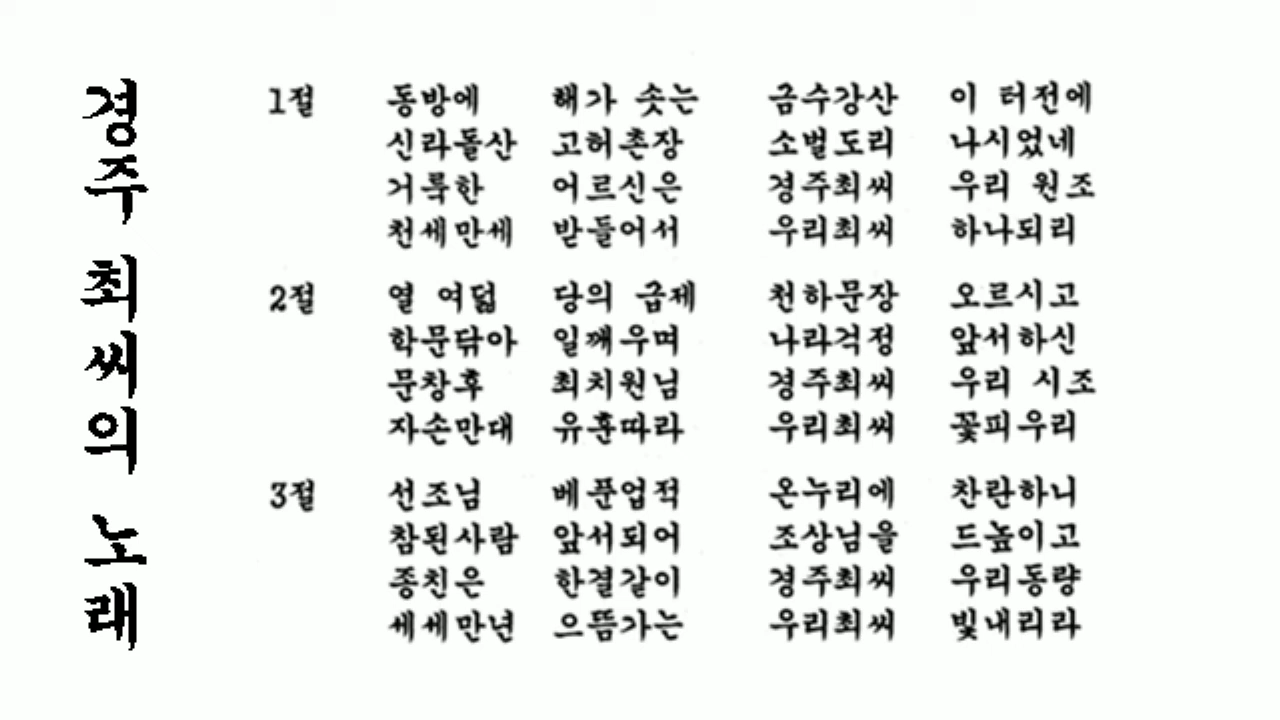 경주 최씨의 노래
1절 동방에 해가 솟는 금수강산 이 터전에
신라돌산 고허촌장 소벌도리 나시었네
거룩한 어르신은 경주최씨 우리 원조
천세만세 받들어서 우리최씨 하나되리
2절 열 여덟 당의 급제 천하문장 오르시고
학문닦아 일깨우며 나라걱정 앞서하신
문창후 최치원님 경주최씨 우리 시조
자손만대 유훈따라 우리최씨 꽃피우리
3절 선조님 베푼업적 온누리에 찬란하니
참된사람 앞서되어 조상님을 드높이고
종친은 한결같이 경주최씨 우리동량
세세만년 으뜸가는 우리최씨 빛내리라